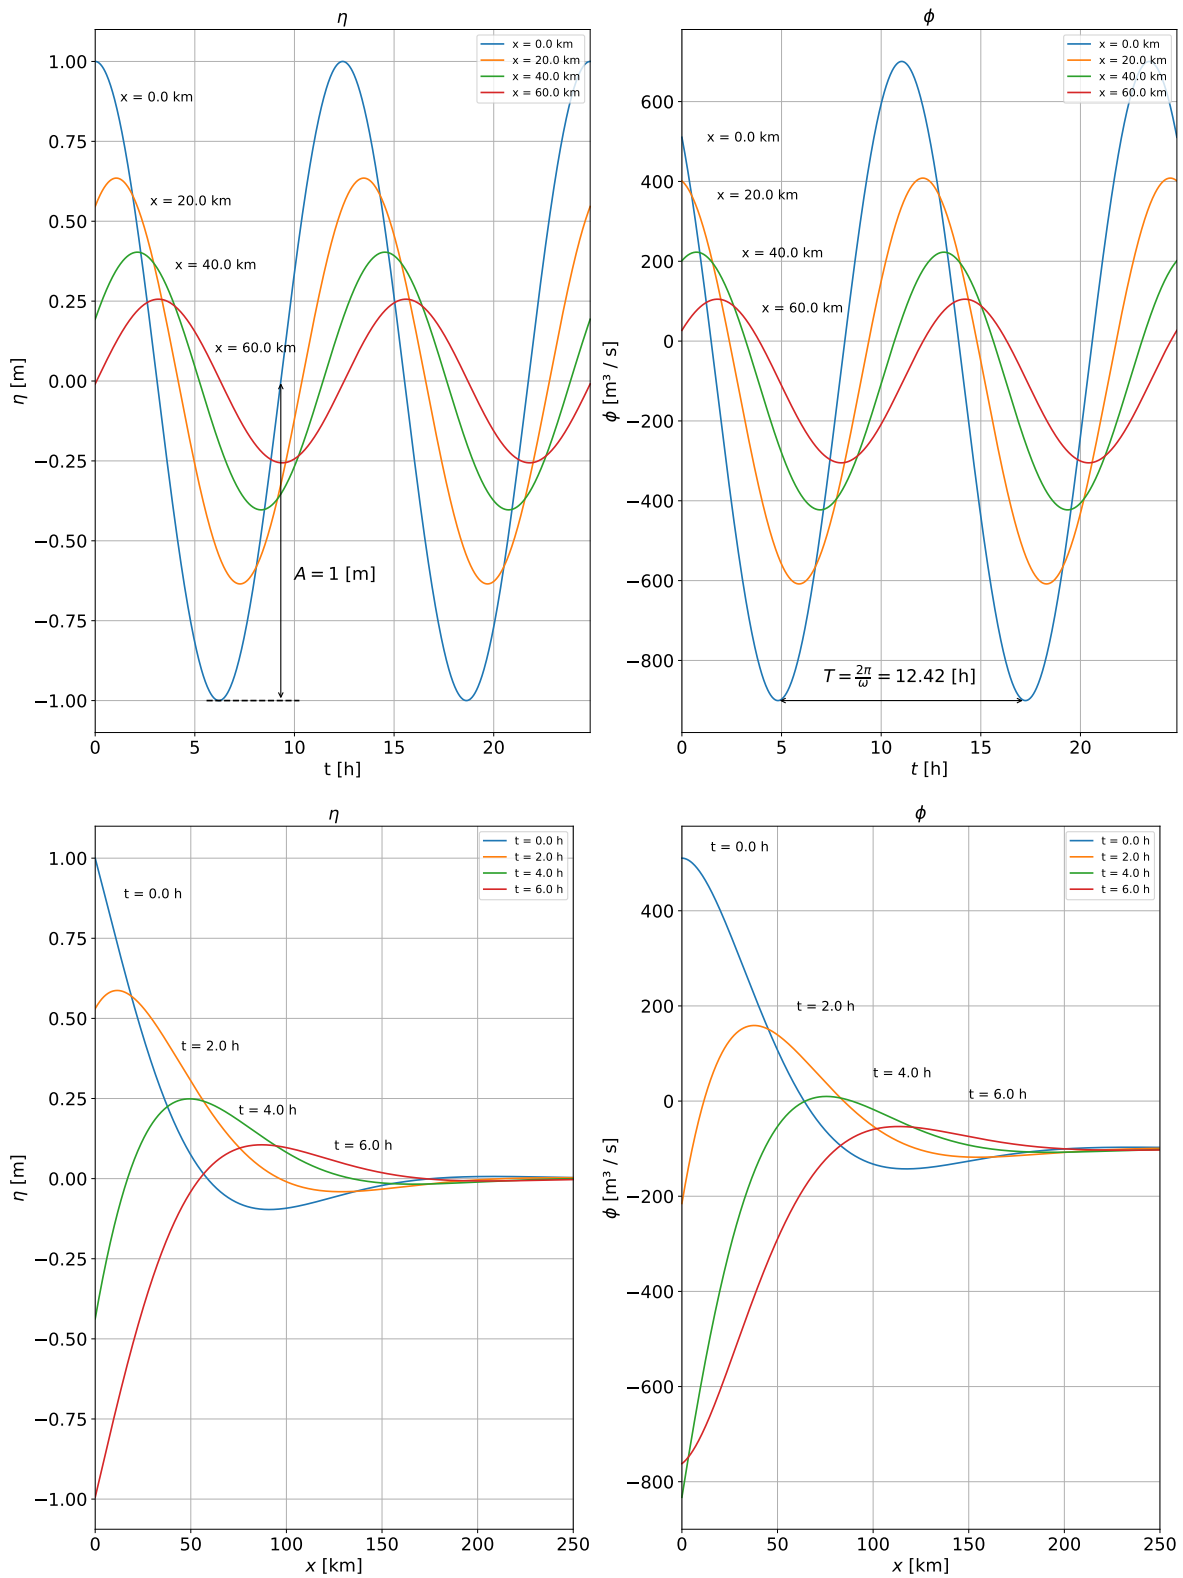 η
x = 0.0 km
x = 20.0 km
x = 40.0 km
x = 60.0 km
x = 0.0 km
x = 20.0 km
x = 40.0 km
x = 60.0 km
A = 1 [m]
1.00
0.75
0.50
0.25
0.00
−0.25
−0.50
−0.75
−1.00
η [m]
0 5 10 15 20
t [h]
ϕ
x = 0.0 km
x = 20.0 km
x = 40.0 km
x = 60.0 km
x = 0.0 km
x = 20.0 km
x = 40.0 km
x = 60.0 km
T = 2π/ω = 12.42 [h]
600
400
200
0
−200
−400
−600
−800
ϕ [m³ / s]
0 5 10 15 20
t [h]
η
t = 0.0 h
t = 2.0 h
t = 4.0 h
t = 6.0 h
t = 0.0 h
t = 2.0 h
t = 4.0 h
t = 6.0 h
1.00
0.75
0.50
0.25
0.00
−0.25
−0.50
−0.75
−1.00
η [m]
0 50 100 150 200 250
x [km]
ϕ
t = 0.0 h
t = 2.0 h
t = 4.0 h
t = 6.0 h
t = 0.0 h
t = 2.0 h
t = 4.0 h
t = 6.0 h
400
200
0
−200
−400
−600
−800
ϕ [m³ / s]
0 50 100 150 200 250
x [km]